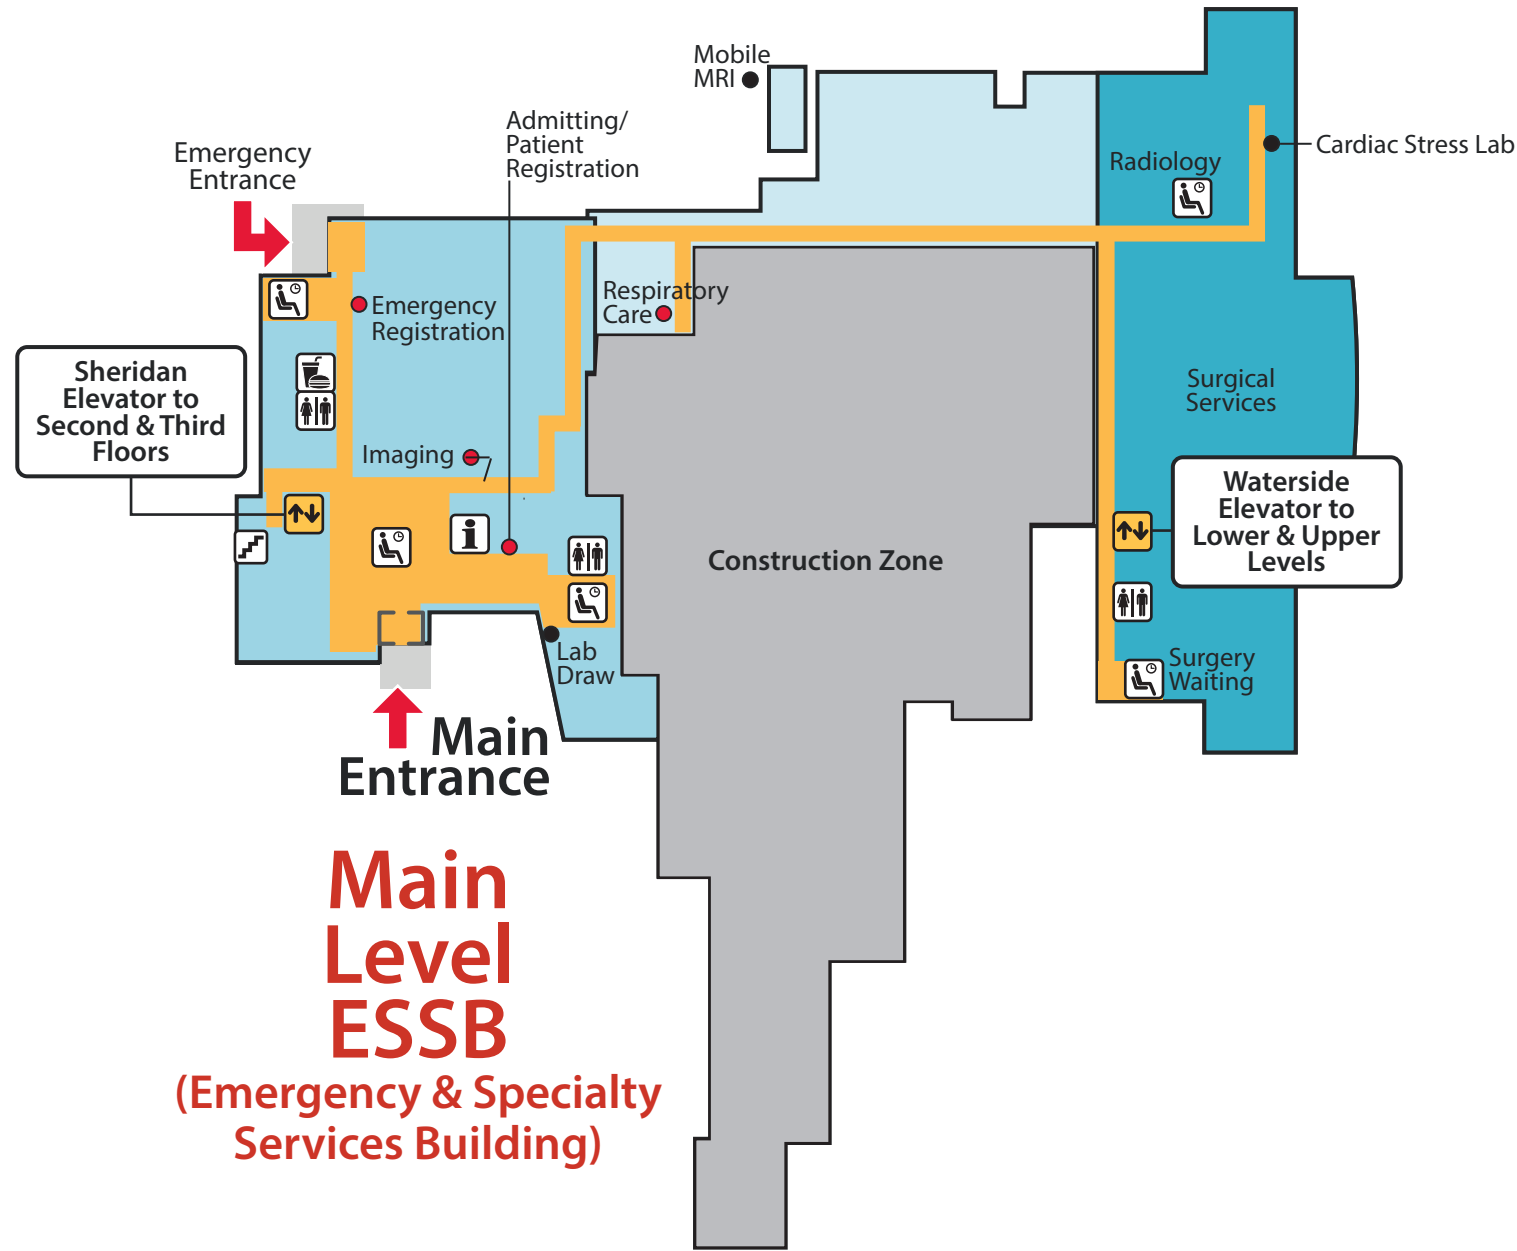 Mobile
MRI
Admitting/
Patient
Registration
Emergency
Entrance
Cardiac Stress Lab
Radiology
Emergency
Registration
Respiratory
Care
Sheridan
Elevator to
Second & Third
Floors
Surgical
Services
Imaging
Waterside
Elevator to
Lower & Upper
Levels
Construction Zone
Lab
Draw
Surgery
Waiting
Main
Entrance
Main
Level
ESSB
(Emergency & Specialty
Services Building)